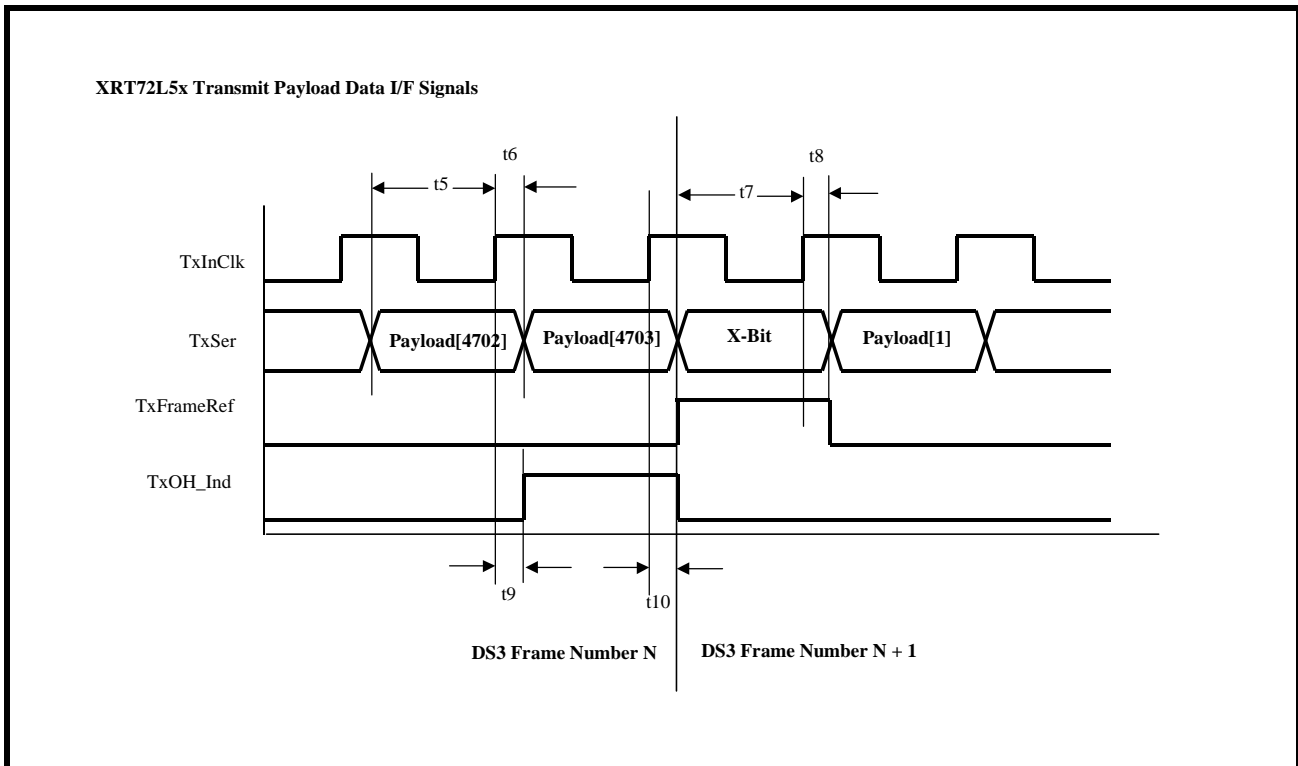 XRT72L5x Transmit Payload Data I/F Signals
t6
t8
t5
t7
TxInClk
TxSer
Payload[4702]
Payload[4703]
X-Bit
Payload[1]
TxFrameRef
TxOH_Ind
t9
t10
DS3 Frame Number N
DS3 Frame Number N + 1